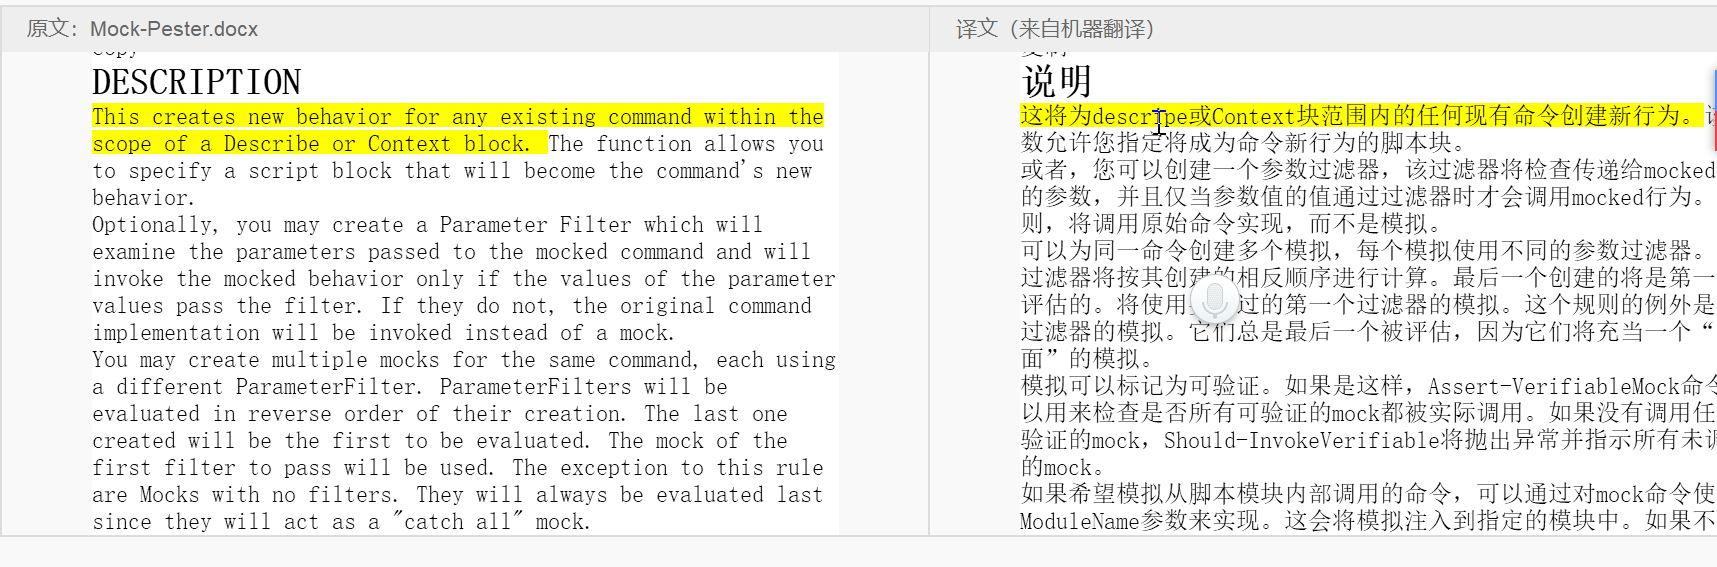 原文：Mock-Pester.docx
译文（来自机器翻译）
DESCRIPTION
This creates new behavior for any existing command within the
scope of a Describe or Context block. The function allows you
to specify a script block that will become the command's new
behavior.
Optionally, you may create a Parameter Filter which will
examine the parameters passed to the mocked command and will
invoke the mocked behavior only if the values of the parameter
values pass the filter. If they do not, the original command
implementation will be invoked instead of a mock.
You may create multiple mocks for the same command, each using
a different ParameterFilter. ParameterFilters will be
evaluated in reverse order of their creation. The last one
created will be the first to be evaluated. The mock of the
first filter to pass will be used. The exception to this rule
are Mocks with no filters. They will always be evaluated last
since they will act as a "catch all" mock.
说明
这将为descripe或Context块范围内的任何现有命令创建新行为。
数允许您指定将成为命令新行为的脚本块。
或者，您可以创建一个参数过滤器，该过滤器将检查传递给mocked
的参数，并且仅当参数值的值通过过滤器时才会调用mocked行为。
则，将调用原始命令实现，而不是模拟。
可以为同一命令创建多个模拟，每个模拟使用不同的参数过滤器。
过滤器将按其创建的相反顺序进行计算。最后一个创建的将是第一
评估的。将使用过的第一个过滤器的模拟。这个规则的例外是
过滤器的模拟。它们总是最后一个被评估，因为它们将充当一个“
面”的模拟。
模拟可以标记为可验证。如果是这样，Assert-VerifiableMock命令
以用来检查是否所有可验证的mock都被实际调用。如果没有调用任
验证的mock，Should-InvokeVerifiable将抛出异常并指示所有未调
的mock。
如果希望模拟从脚本模块内部调用的命令，可以通过对mock命令使
ModuleName参数来实现。这会将模拟注入到指定的模块中。如果不